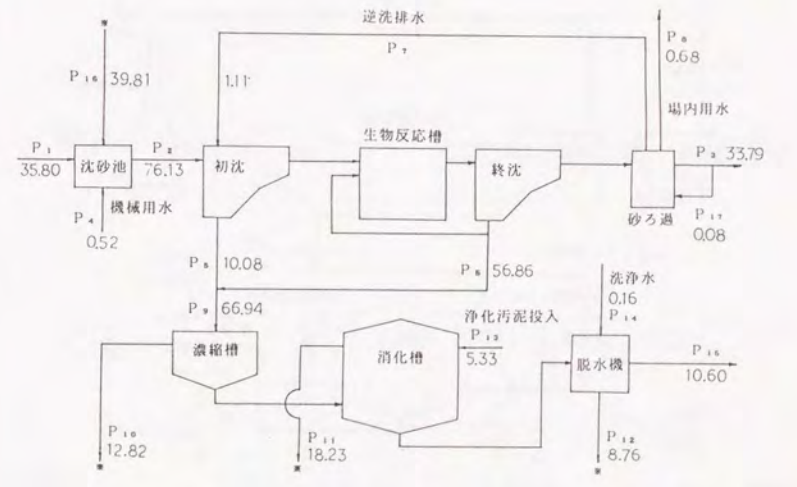 逆洗排水
P₇
P₈
0.68
P₁₆ 39.81
1.11
場内用水
生物反応槽
P₁
35.80
沈砂池
P₂
76.13
初沈
終沈
P₃ 33.79
機械用水
P₄
0.52
砂ろ過
P₁₇
0.08
P₅ 10.08
P₆ 56.86
P₉ 66.94
洗浄水
0.16
P₁₄
濃縮槽
浄化汚泥投入
P₁₃
5.33
消化槽
脱水機
P₁₅
10.60
P₁₀
12.82
P₁₁
18.23
P₁₂
8.76